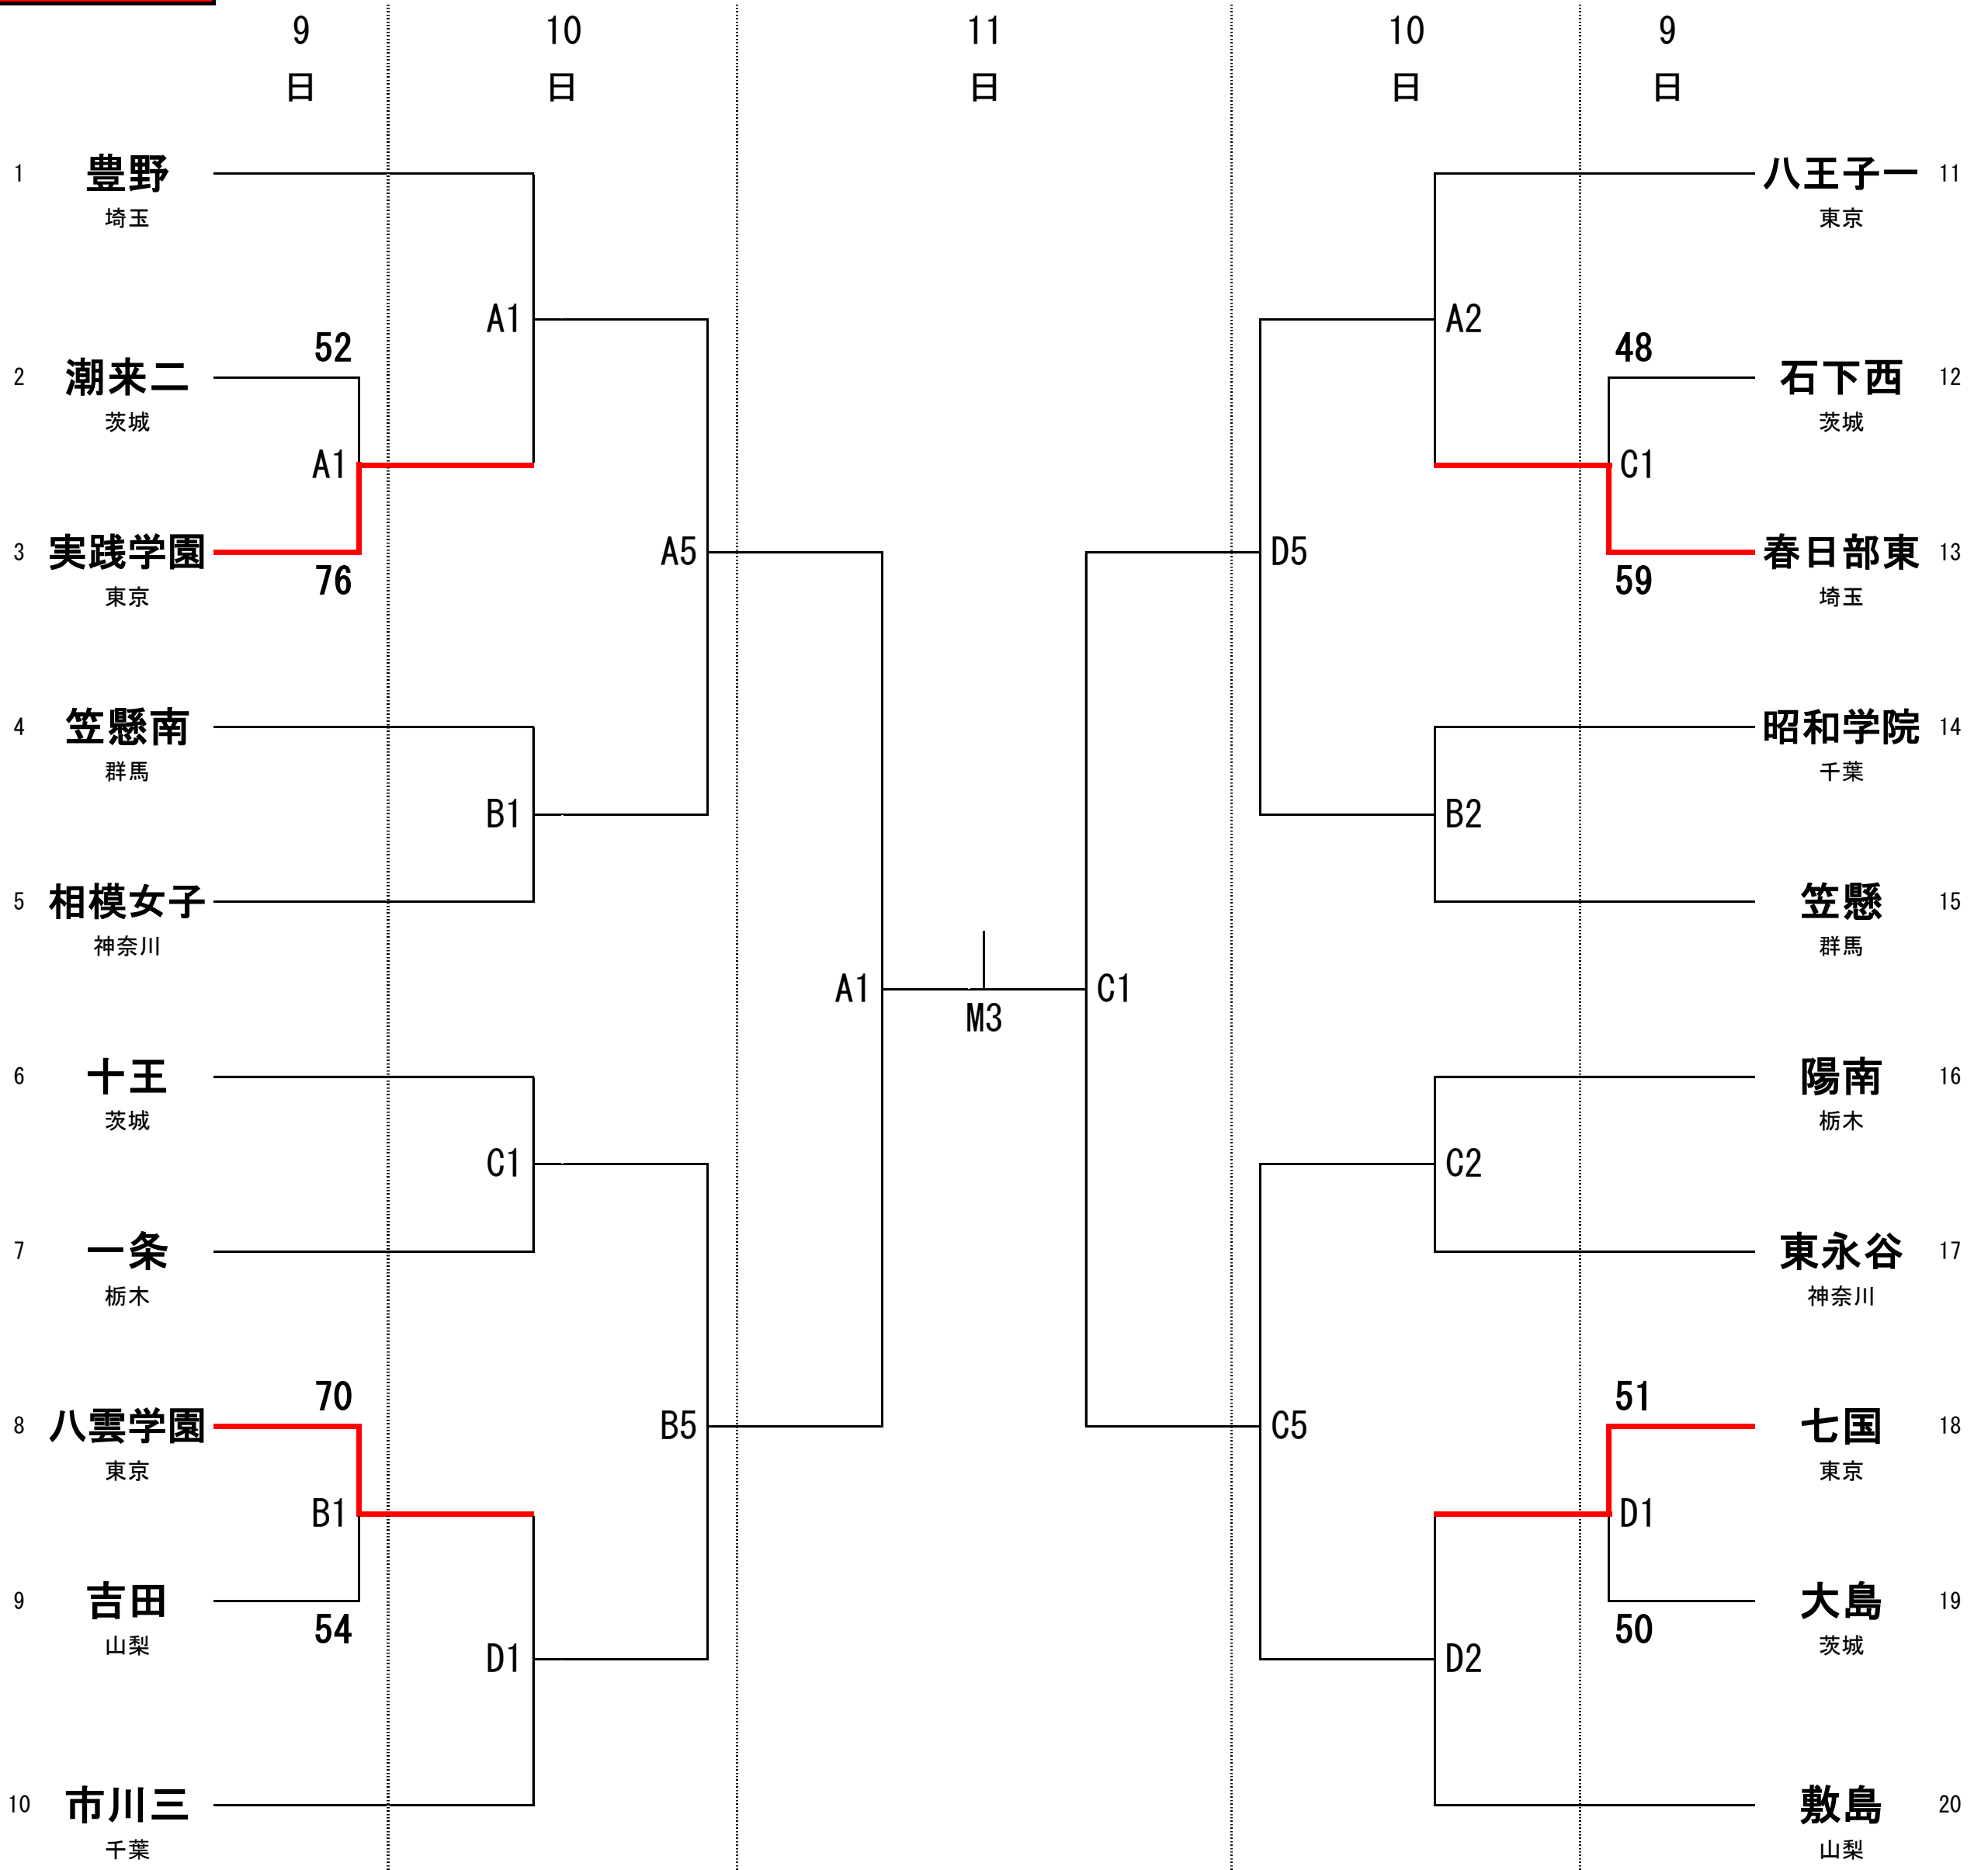 9 10 11 10 9
日 日 日 日 日
1 豊野 八王子一 11
埼玉 東京
A1 A2
52 48
2 潮来二 石下西 12
茨城 茨城
A1 C1
3 実践学園 A5 D5 春日部東 13
76 59
東京 埼玉
4 笠懸南 昭和学院 14
群馬 千葉
B1 B2
5 相模女子 笠懸 15
神奈川 群馬
A1 C1
M3
6 十王 陽南 16
茨城 栃木
C1 C2
7 一条 東永谷 17
栃木 神奈川
70 51
8 八雲学園 B5 C5 七国 18
東京 東京
B1 D1
9 吉田 大島 19
54 50
山梨 茨城
D1 D2
10 市川三 敷島 20
千葉 山梨